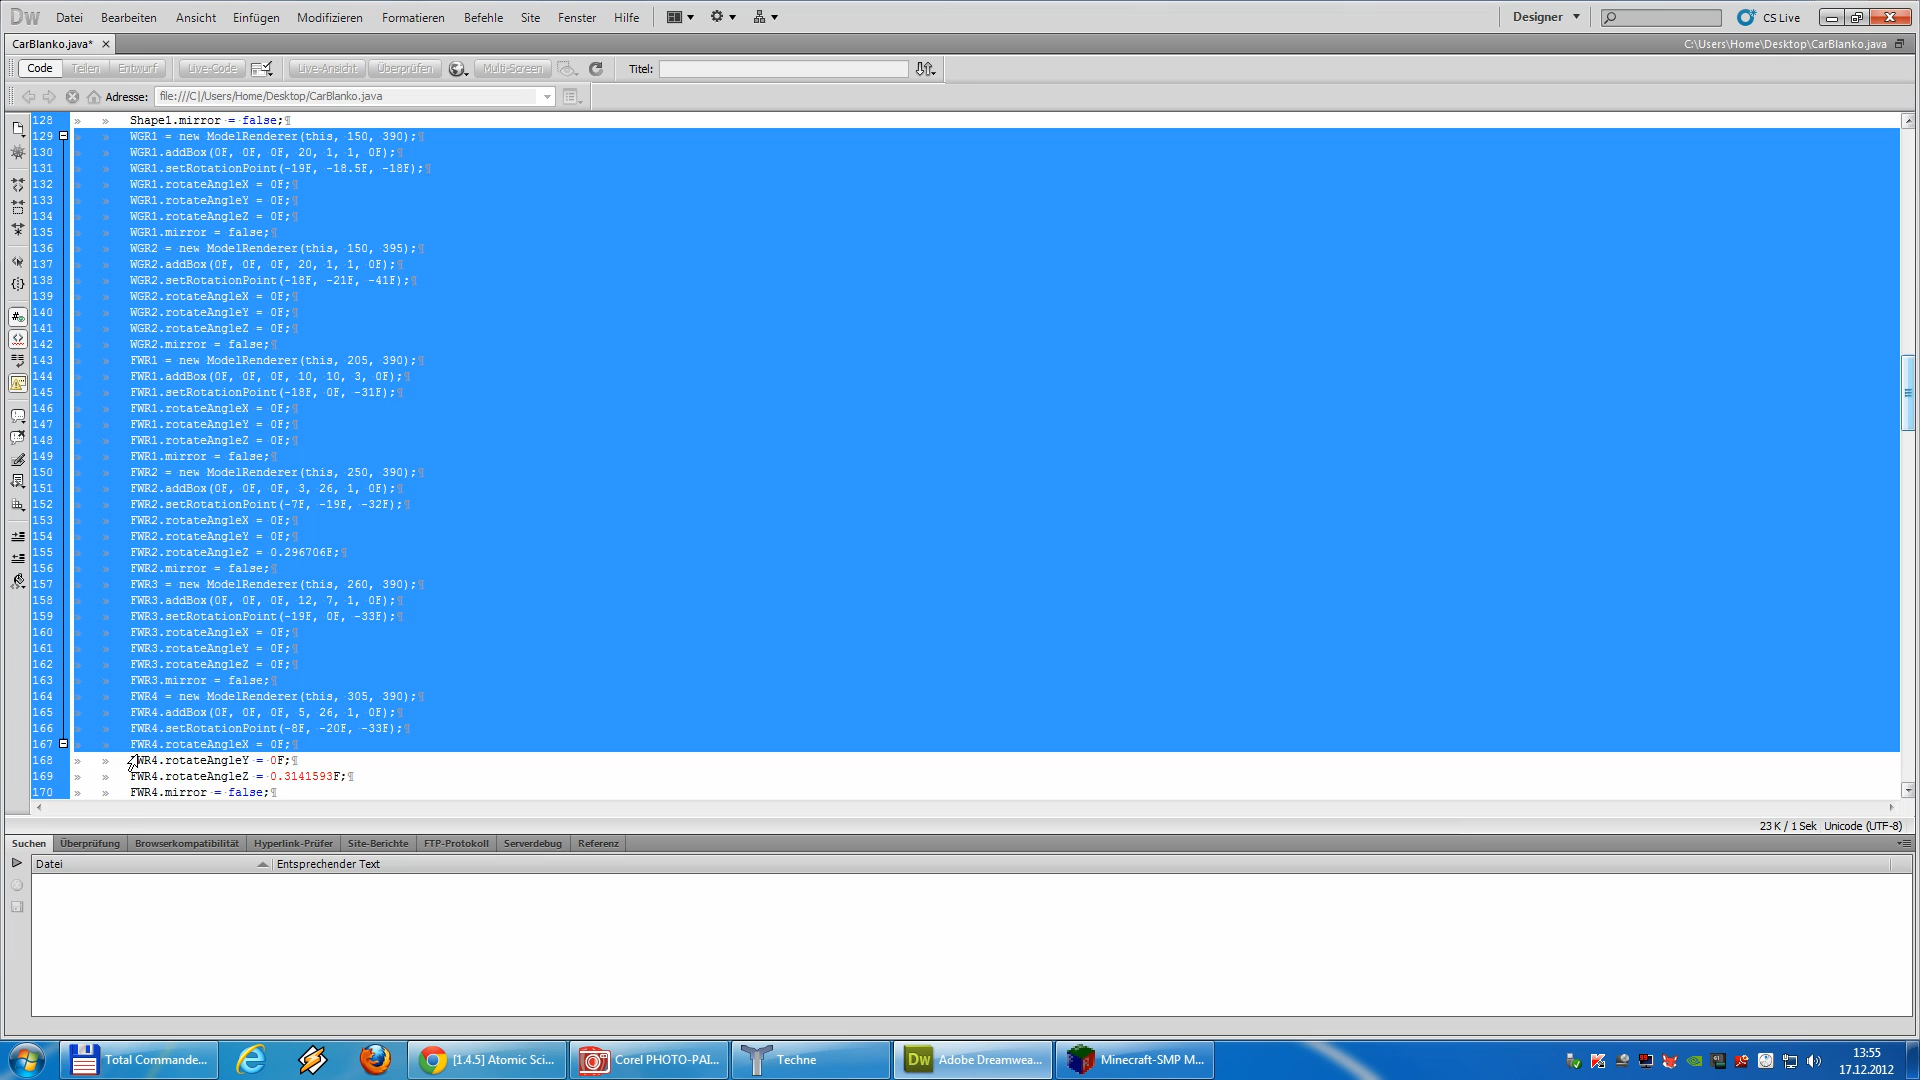 Dw Datei Bearbeiten Ansicht Einfügen Modifizieren Formatieren Befehle Site Fenster Hilfe Designer CS Live
CarBlanko.java* C:\Users\Home\Desktop\CarBlanko.java
Code Teilen Entwurf Live-Code Live-Ansicht Überprüfen Multi-Screen Titel:
Adresse: file:///C|/Users/Home/Desktop/CarBlanko.java
128 Shape1.mirror = false;
129 WGR1 = new ModelRenderer(this, 150, 390);
130 WGR1.addBox(0F, 0F, 0F, 20, 1, 1, 0F);
131 WGR1.setRotationPoint(-19F, -18.5F, -18F);
132 WGR1.rotateAngleX = 0F;
133 WGR1.rotateAngleY = 0F;
134 WGR1.rotateAngleZ = 0F;
135 WGR1.mirror = false;
136 WGR2 = new ModelRenderer(this, 150, 395);
137 WGR2.addBox(0F, 0F, 0F, 20, 1, 1, 0F);
138 WGR2.setRotationPoint(-18F, -21F, -41F);
139 WGR2.rotateAngleX = 0F;
140 WGR2.rotateAngleY = 0F;
141 WGR2.rotateAngleZ = 0F;
142 WGR2.mirror = false;
143 FWR1 = new ModelRenderer(this, 205, 390);
144 FWR1.addBox(0F, 0F, 0F, 10, 10, 3, 0F);
145 FWR1.setRotationPoint(-18F, 0F, -31F);
146 FWR1.rotateAngleX = 0F;
147 FWR1.rotateAngleY = 0F;
148 FWR1.rotateAngleZ = 0F;
149 FWR1.mirror = false;
150 FWR2 = new ModelRenderer(this, 250, 390);
151 FWR2.addBox(0F, 0F, 0F, 3, 26, 1, 0F);
152 FWR2.setRotationPoint(-7F, -19F, -32F);
153 FWR2.rotateAngleX = 0F;
154 FWR2.rotateAngleY = 0F;
155 FWR2.rotateAngleZ = 0.296706F;
156 FWR2.mirror = false;
157 FWR3 = new ModelRenderer(this, 260, 390);
158 FWR3.addBox(0F, 0F, 0F, 12, 7, 1, 0F);
159 FWR3.setRotationPoint(-19F, 0F, -33F);
160 FWR3.rotateAngleX = 0F;
161 FWR3.rotateAngleY = 0F;
162 FWR3.rotateAngleZ = 0F;
163 FWR3.mirror = false;
164 FWR4 = new ModelRenderer(this, 305, 390);
165 FWR4.addBox(0F, 0F, 0F, 5, 26, 1, 0F);
166 FWR4.setRotationPoint(-8F, -20F, -33F);
167 FWR4.rotateAngleX = 0F;
168 FWR4.rotateAngleY = 0F;
169 FWR4.rotateAngleZ = 0.3141593F;
170 FWR4.mirror = false;
23 K / 1 Sek Unicode (UTF-8)
Suchen Überprüfung Browserkompatibilität Hyperlink-Prüfer Site-Berichte FTP-Protokoll Serverdebug Referenz
Datei Entsprechender Text
Total Commande... [1.4.5] Atomic Sci... Corel PHOTO-PAI... Techne Dw Adobe Dreamwea... Minecraft-SMP M... 13:55
17.12.2012